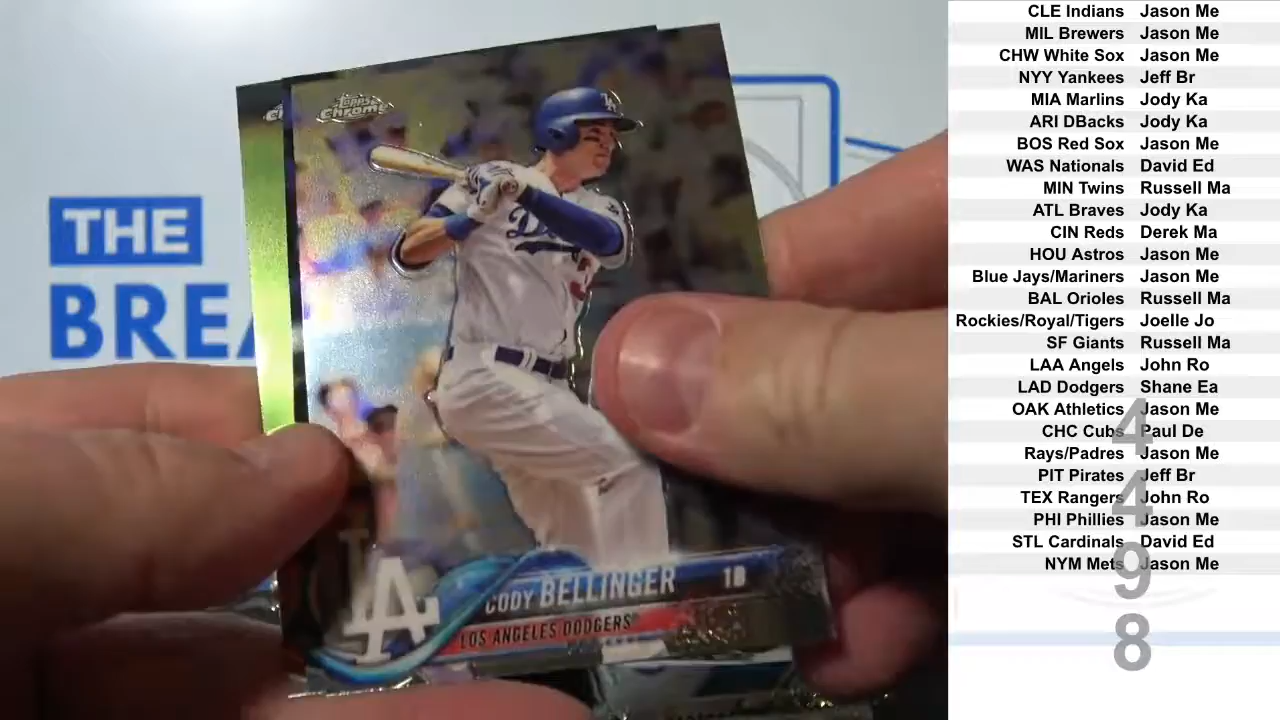 THE
BREA
Topps
Chrome
LA
CODY BELLINGER 1B
LOS ANGELES DODGERS
CLE Indians Jason Me
MIL Brewers Jason Me
CHW White Sox Jason Me
NYY Yankees Jeff Br
MIA Marlins Jody Ka
ARI DBacks Jody Ka
BOS Red Sox Jason Me
WAS Nationals David Ed
MIN Twins Russell Ma
ATL Braves Jody Ka
CIN Reds Derek Ma
HOU Astros Jason Me
Blue Jays/Mariners Jason Me
BAL Orioles Russell Ma
Rockies/Royal/Tigers Joelle Jo
SF Giants Russell Ma
LAA Angels John Ro
LAD Dodgers Shane Ea
OAK Athletics Jason Me
CHC Cubs Paul De
Rays/Padres Jason Me
PIT Pirates Jeff Br
TEX Rangers John Ro
PHI Phillies Jason Me
STL Cardinals David Ed
NYM Mets Jason Me
4
4
9
8